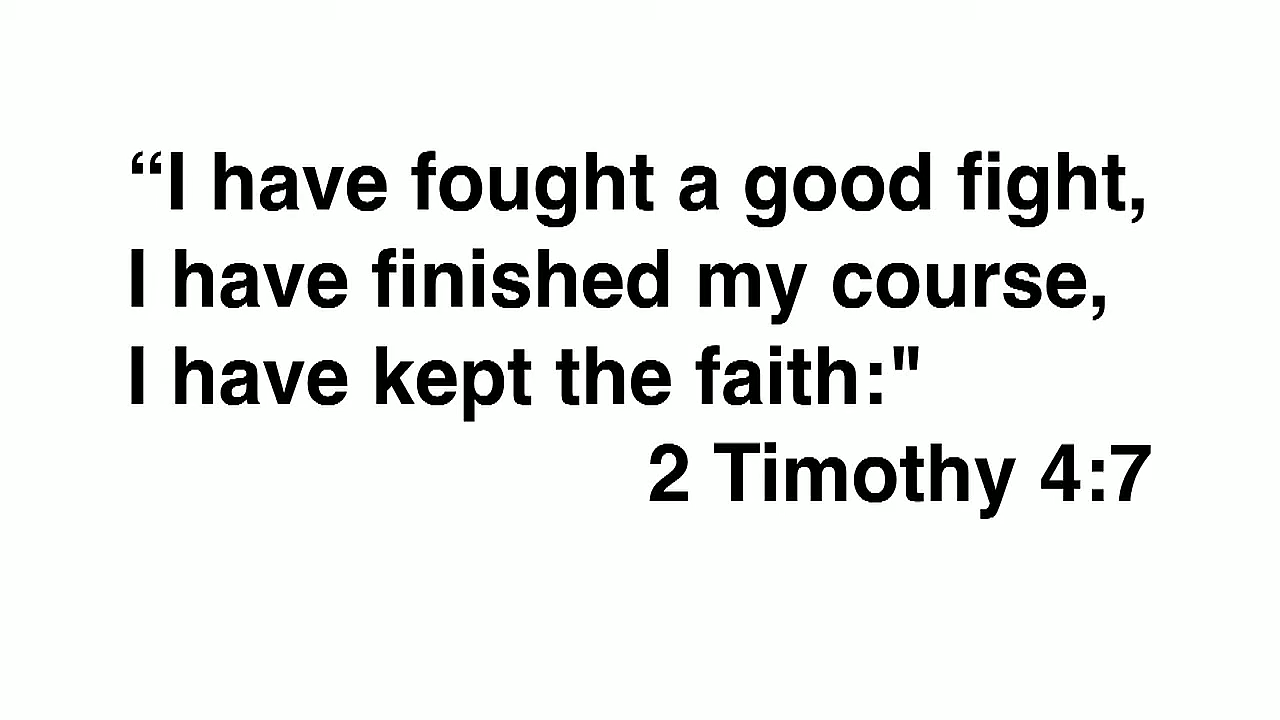 “I have fought a good fight,
I have finished my course,
I have kept the faith:"
2 Timothy 4:7